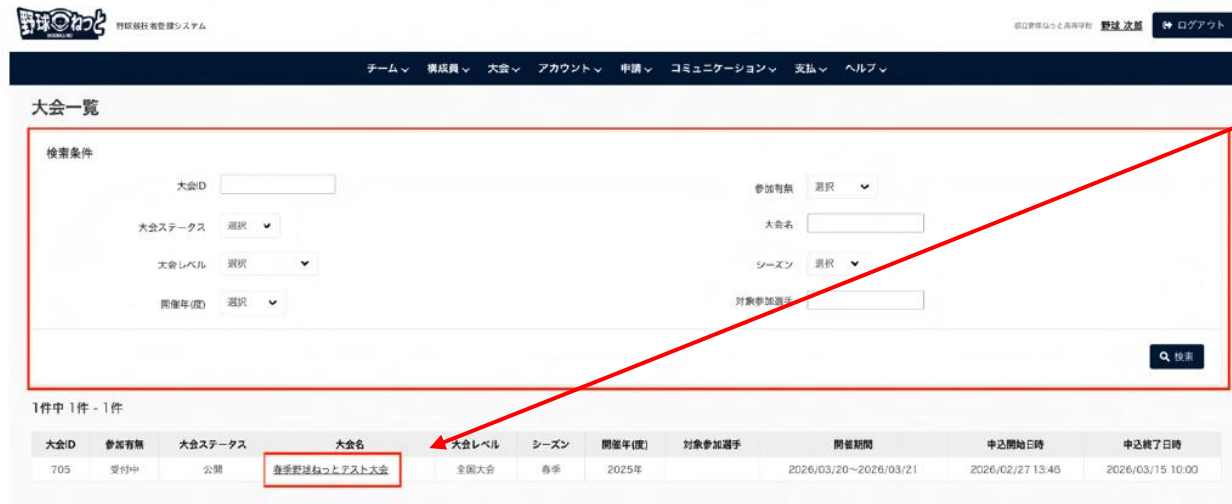 野球ねっと 野球競技者管理システム
都立野球ねっと高等学校 野球 次郎 ログアウト
チーム 構成員 大会 アカウント 申請 コミュニケーション 支払 ヘルプ
大会一覧
検索条件
大会ID 参加有無 選択
大会ステータス 選択 大会名
大会レベル 選択 シーズン 選択
開催年(度) 選択 対象参加選手
検索
1件中 1件 - 1件
大会ID 参加有無 大会ステータス 大会名 大会レベル シーズン 開催年(度) 対象参加選手 開催期間 申込開始日時 申込終了日時
705 受付中 公開 春季野球ねっとテスト大会 全国大会 春季 2025年 2026/03/20~2026/03/21 2026/02/27 13:46 2026/03/15 10:00